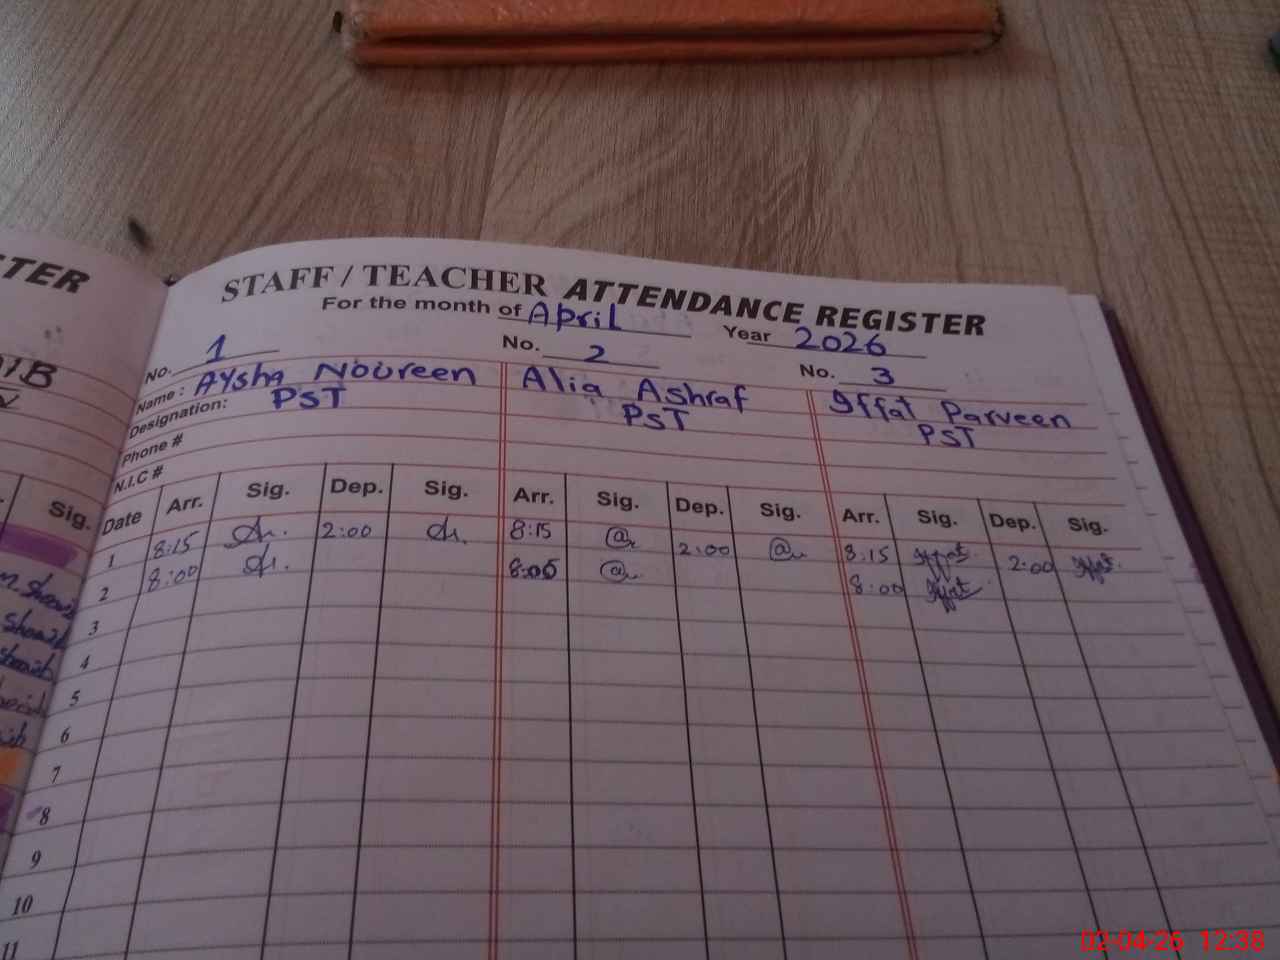 STER
STAFF / TEACHER ATTENDANCE REGISTER
For the month of April Year 2026
No. 1 No. 2 No. 3
Name : Aysha Noureen Alia Ashraf Iffat Parveen
Designation: PST PST PST
Phone #
N.I.C #
Sig. Date Arr. Sig. Dep. Sig. Arr. Sig. Dep. Sig. Arr. Sig. Dep. Sig.
1 8:15 2:00 8:15 2:00 8:15 Iffat 2:00 Iffat
2 8:00 8:05 8:00 Iffat
3
4
5
6
7
8
9
10
11
02-04-26 12:38